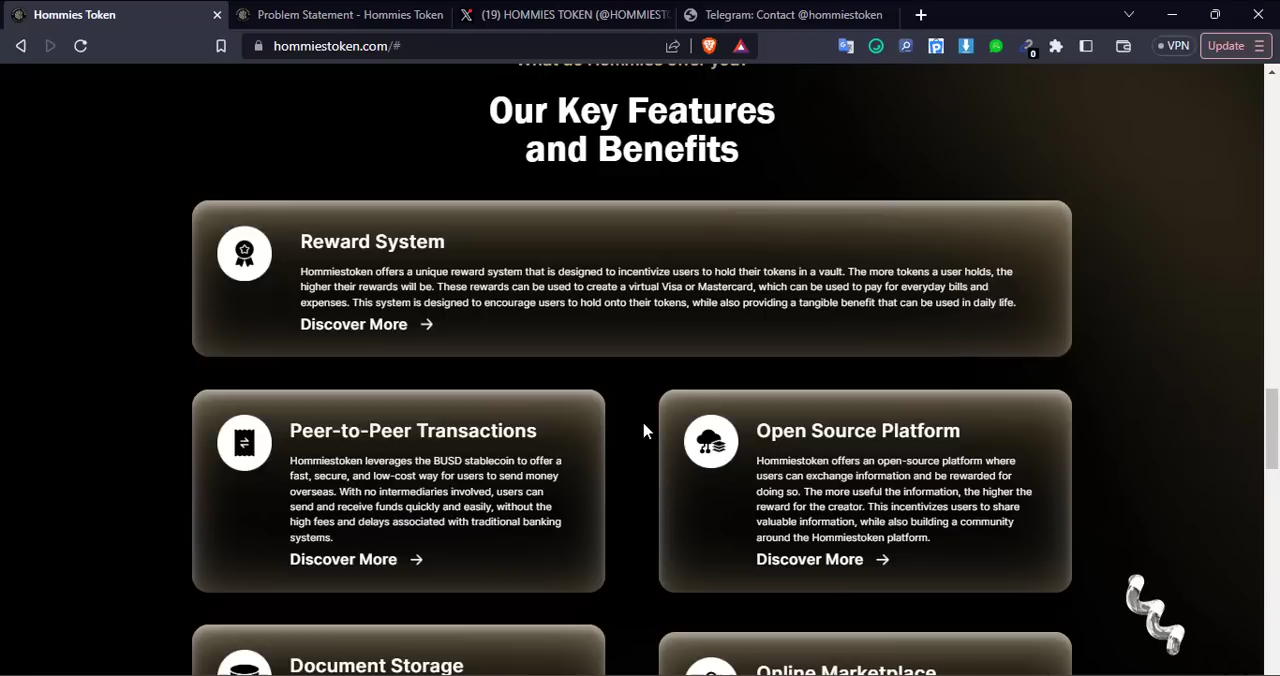 Hommies Token
Problem Statement - Hommies Token
(19) HOMMIES TOKEN (@HOMMIEST
Telegram: Contact @hommiestoken
hommiestoken.com/#
0
VPN
Update
What do Hommies offer you?
Our Key Features
and Benefits
Reward System
Hommiestoken offers a unique reward system that is designed to incentivize users to hold their tokens in a vault. The more tokens a user holds, the
higher their rewards will be. These rewards can be used to create a virtual Visa or Mastercard, which can be used to pay for everyday bills and
expenses. This system is designed to encourage users to hold onto their tokens, while also providing a tangible benefit that can be used in daily life.
Discover More
Peer-to-Peer Transactions
Hommiestoken leverages the BUSD stablecoin to offer a
fast, secure, and low-cost way for users to send money
overseas. With no intermediaries involved, users can
send and receive funds quickly and easily, without the
high fees and delays associated with traditional banking
systems.
Discover More
Open Source Platform
Hommiestoken offers an open-source platform where
users can exchange information and be rewarded for
doing so. The more useful the information, the higher the
reward for the creator. This incentivizes users to share
valuable information, while also building a community
around the Hommiestoken platform.
Discover More
Document Storage
Online Marketplace